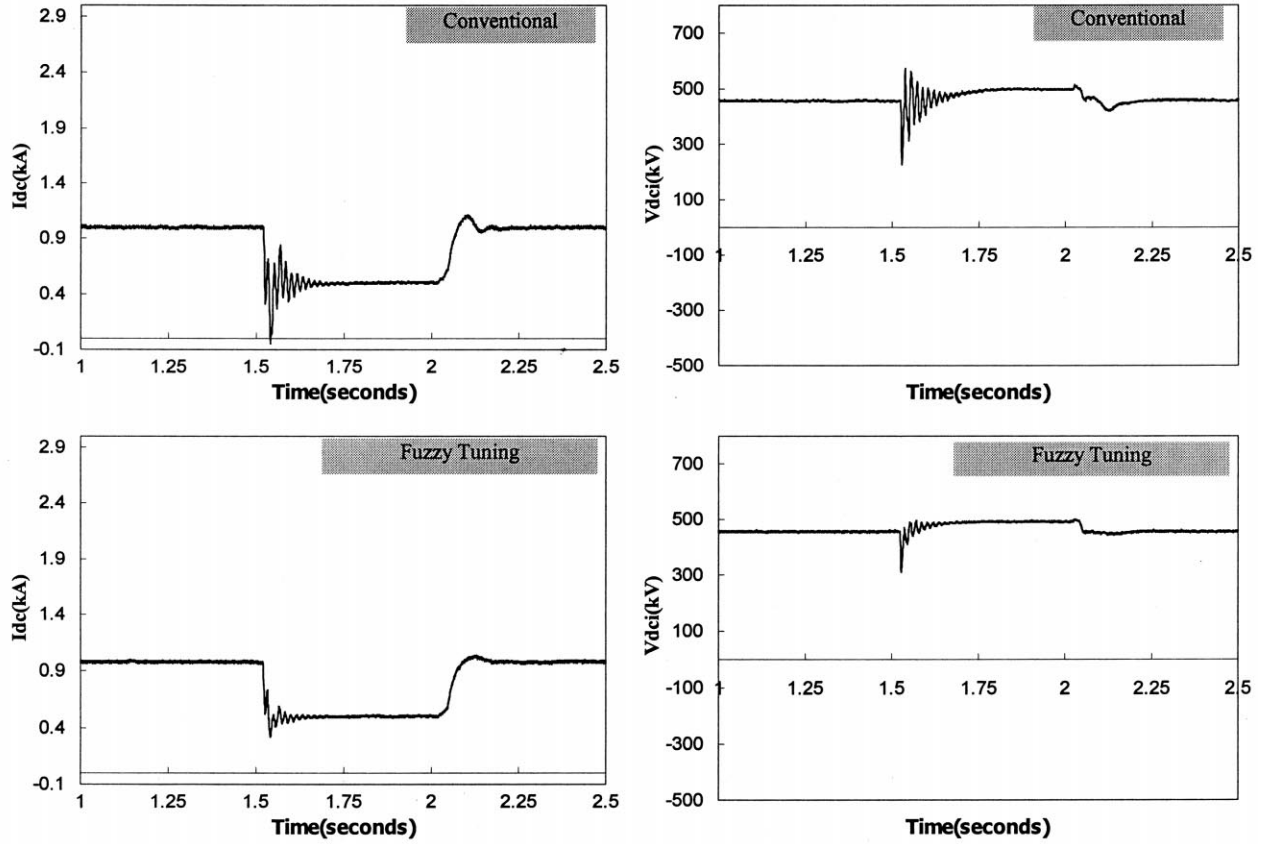 Conventional
Idc(kA)
2.9
2.4
1.9
1.4
0.9
0.4
-0.1
1 1.25 1.5 1.75 2 2.25 2.5
Time(seconds)
Conventional
Vdci(kV)
700
500
300
100
-100
-300
-500
1 1.25 1.5 1.75 2 2.25 2.5
Time(seconds)
Fuzzy Tuning
Idc(kA)
2.9
2.4
1.9
1.4
0.9
0.4
-0.1
1 1.25 1.5 1.75 2 2.25 2.5
Time(seconds)
Fuzzy Tuning
Vdci(kV)
700
500
300
100
-100
-300
-500
1 1.25 1.5 1.75 2 2.25 2.5
Time(seconds)